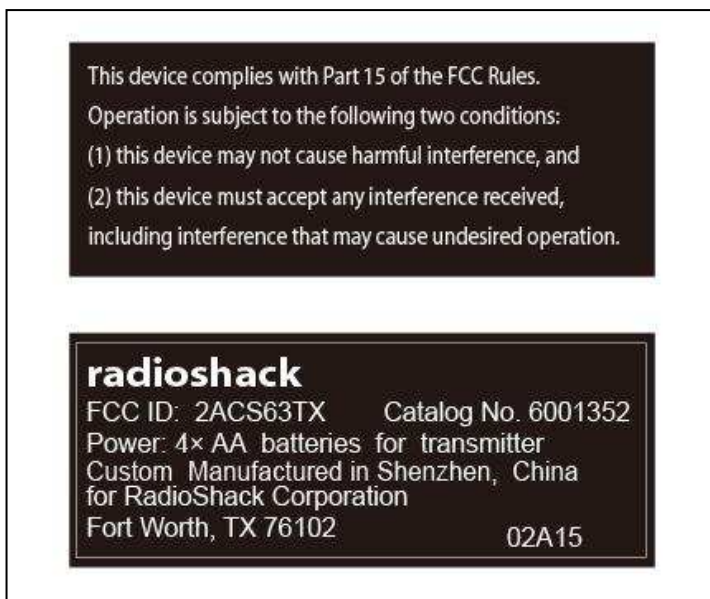 This device complies with Part 15 of the FCC Rules.
Operation is subject to the following two conditions:
(1) this device may not cause harmful interference, and
(2) this device must accept any interference received,
including interference that may cause undesired operation.
radioshack
FCC ID: 2ACS63TX Catalog No. 6001352
Power: 4× AA batteries for transmitter
Custom Manufactured in Shenzhen, China
for RadioShack Corporation
Fort Worth, TX 76102 02A15